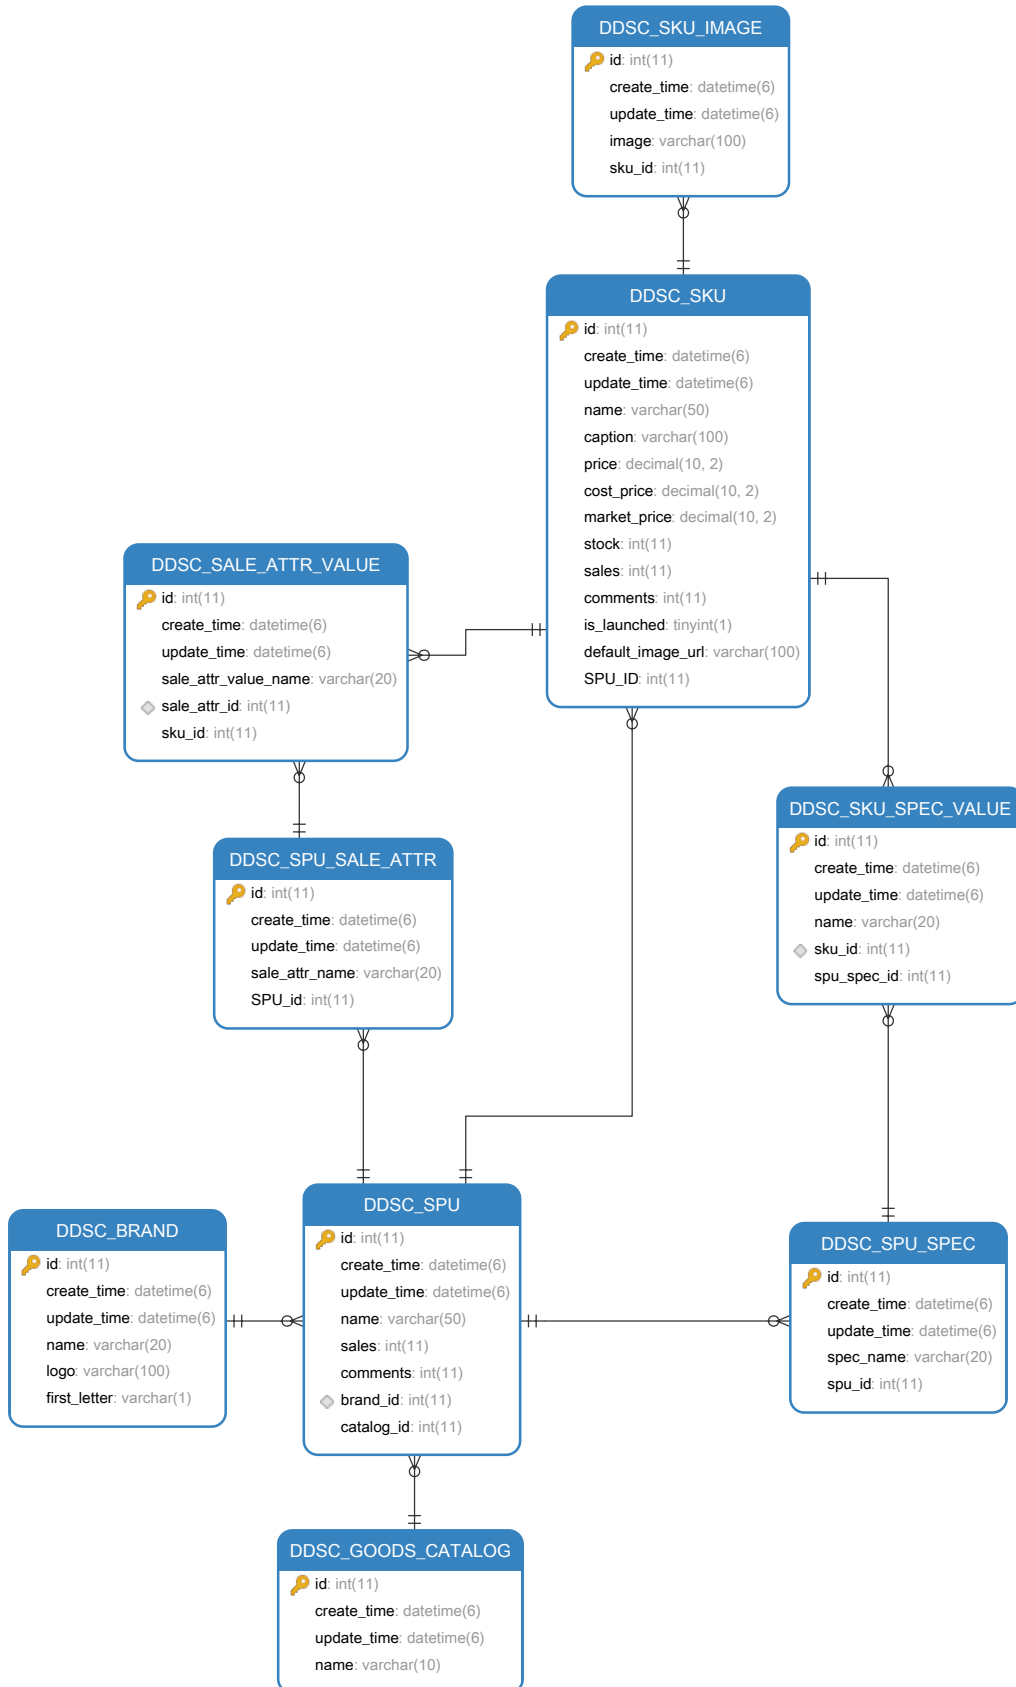 DDSC_SKU_IMAGE
id: int(11)
create_time: datetime(6)
update_time: datetime(6)
image: varchar(100)
sku_id: int(11)
DDSC_SKU
id: int(11)
create_time: datetime(6)
update_time: datetime(6)
name: varchar(50)
caption: varchar(100)
price: decimal(10, 2)
cost_price: decimal(10, 2)
market_price: decimal(10, 2)
stock: int(11)
sales: int(11)
comments: int(11)
is_launched: tinyint(1)
default_image_url: varchar(100)
SPU_ID: int(11)
DDSC_SALE_ATTR_VALUE
id: int(11)
create_time: datetime(6)
update_time: datetime(6)
sale_attr_value_name: varchar(20)
sale_attr_id: int(11)
sku_id: int(11)
DDSC_SKU_SPEC_VALUE
id: int(11)
create_time: datetime(6)
update_time: datetime(6)
name: varchar(20)
sku_id: int(11)
spu_spec_id: int(11)
DDSC_SPU_SALE_ATTR
id: int(11)
create_time: datetime(6)
update_time: datetime(6)
sale_attr_name: varchar(20)
SPU_id: int(11)
DDSC_BRAND
id: int(11)
create_time: datetime(6)
update_time: datetime(6)
name: varchar(20)
logo: varchar(100)
first_letter: varchar(1)
DDSC_SPU
id: int(11)
create_time: datetime(6)
update_time: datetime(6)
name: varchar(50)
sales: int(11)
comments: int(11)
brand_id: int(11)
catalog_id: int(11)
DDSC_SPU_SPEC
id: int(11)
create_time: datetime(6)
update_time: datetime(6)
spec_name: varchar(20)
spu_id: int(11)
DDSC_GOODS_CATALOG
id: int(11)
create_time: datetime(6)
update_time: datetime(6)
name: varchar(10)